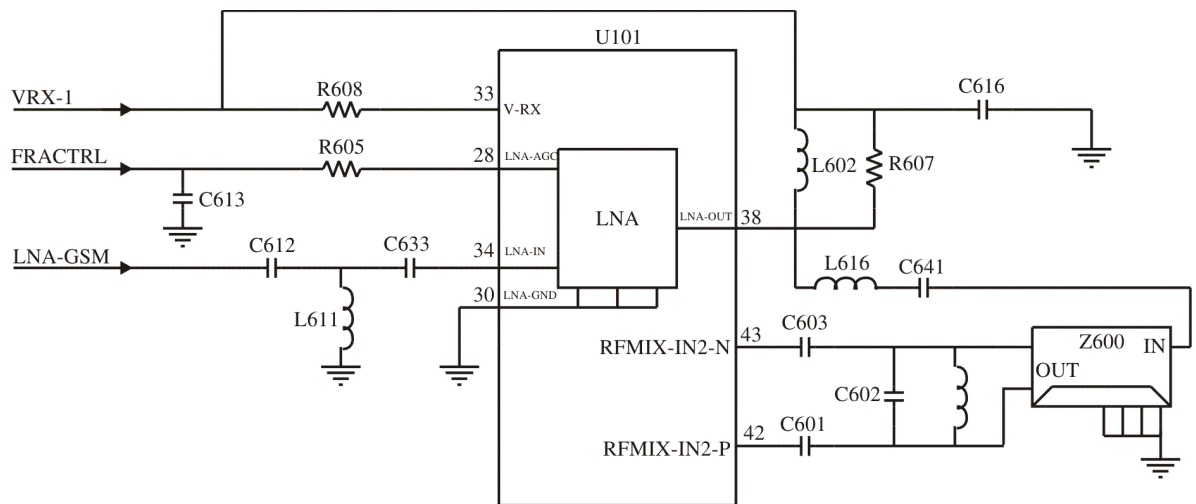 U101
VRX-1
R608
33
V-RX
C616
FRACTRL
R605
28
LNA-AGC
L602
R607
C613
LNA
LNA-OUT
38
LNA-GSM
C612
C633
34
LNA-IN
L616
C641
L611
30
LNA-GND
C603
RFMIX-IN2-N
43
Z600
IN
OUT
C602
C601
RFMIX-IN2-P
42